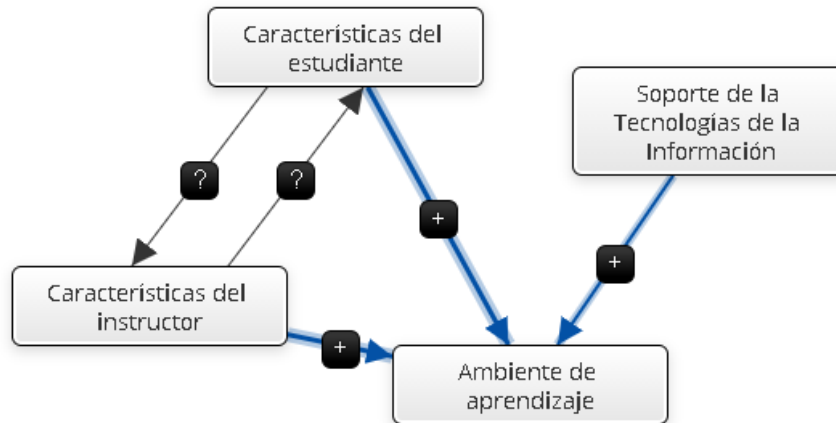 Características del
estudiante
Soporte de la
Tecnologías de la
Información
?
?
+
+
Características del
instructor
+
Ambiente de
aprendizaje